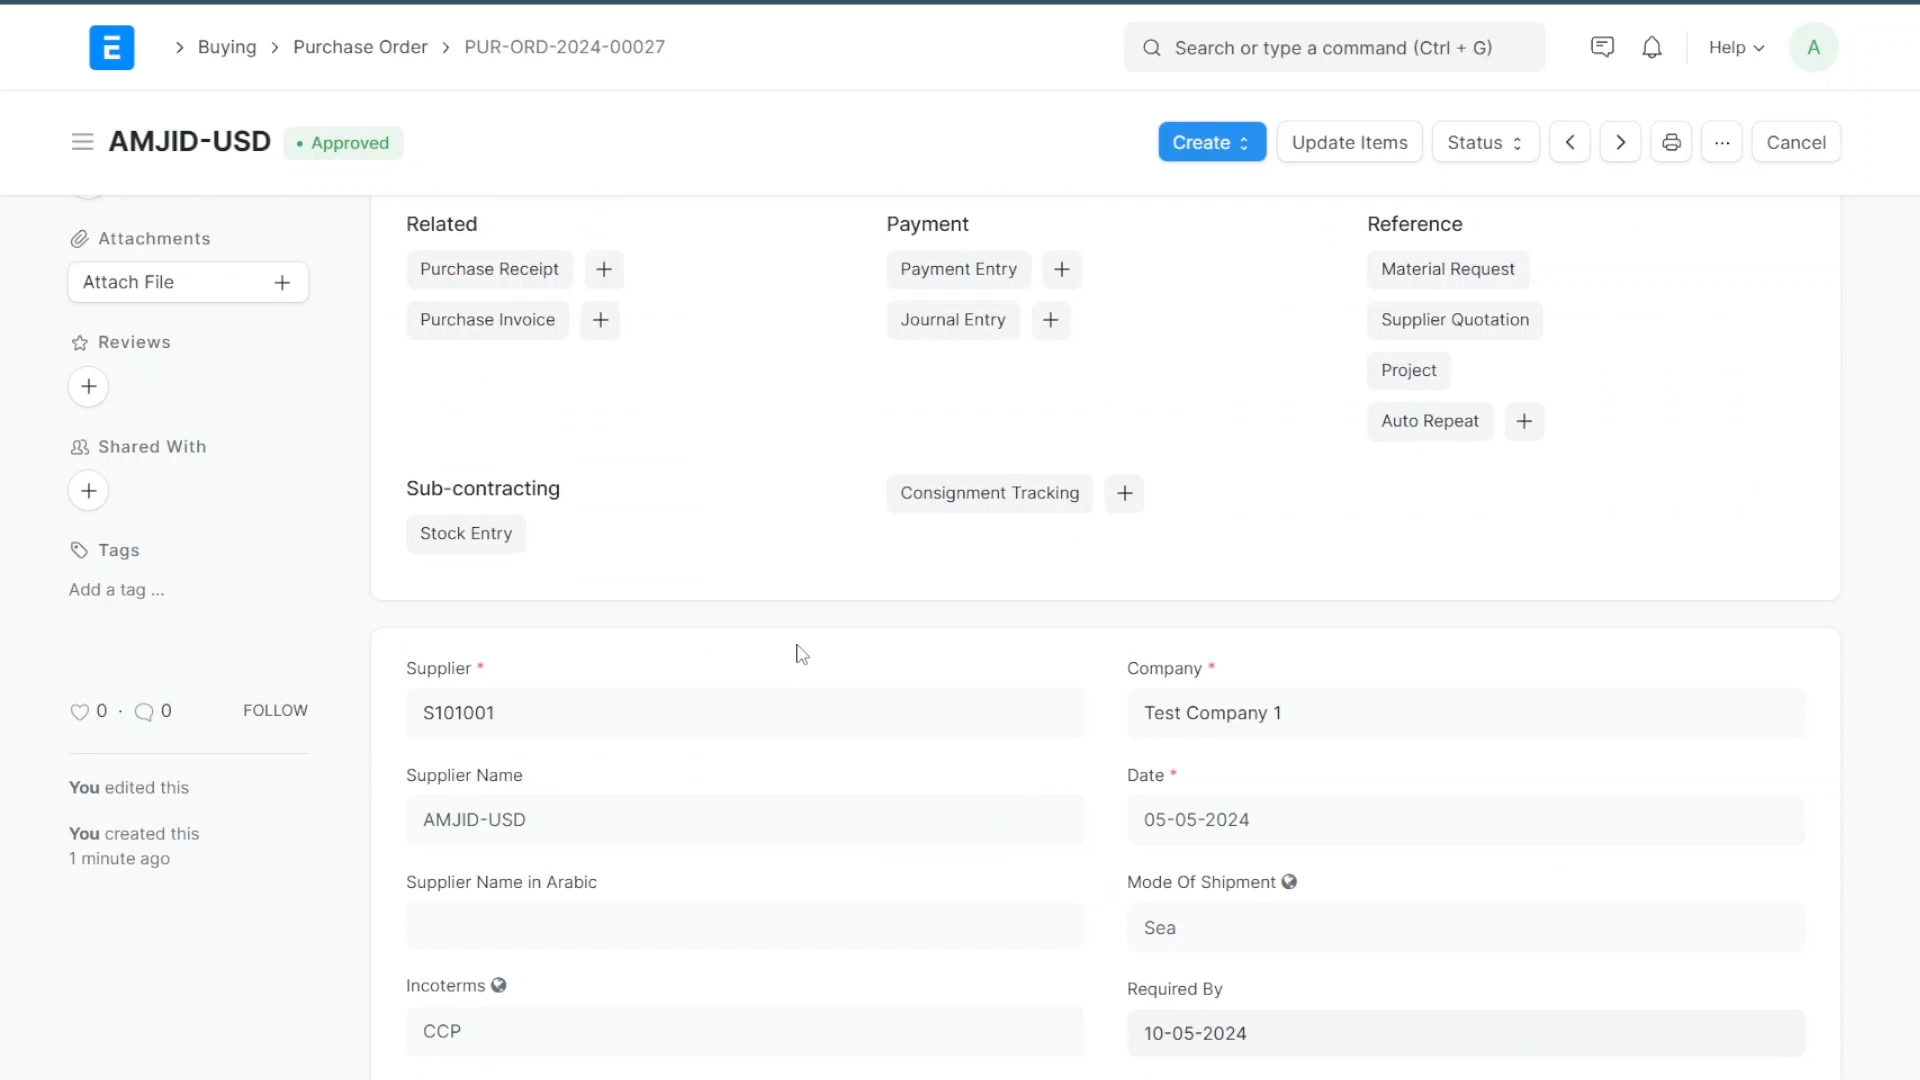 E
Buying
Purchase Order
PUR-ORD-2024-00027
Search or type a command (Ctrl + G)
Help
A
AMJID-USD
Approved
Create
Update Items
Status
...
Cancel
Attachments
Attach File
Reviews
Shared With
Tags
Add a tag ...
0 · 0
FOLLOW
You edited this
You created this
1 minute ago
Related
Purchase Receipt
Purchase Invoice
Payment
Payment Entry
Journal Entry
Reference
Material Request
Supplier Quotation
Project
Auto Repeat
Sub-contracting
Stock Entry
Consignment Tracking
Supplier *
S101001
Supplier Name
AMJID-USD
Supplier Name in Arabic
Incoterms
CCP
Company *
Test Company 1
Date *
05-05-2024
Mode Of Shipment
Sea
Required By
10-05-2024